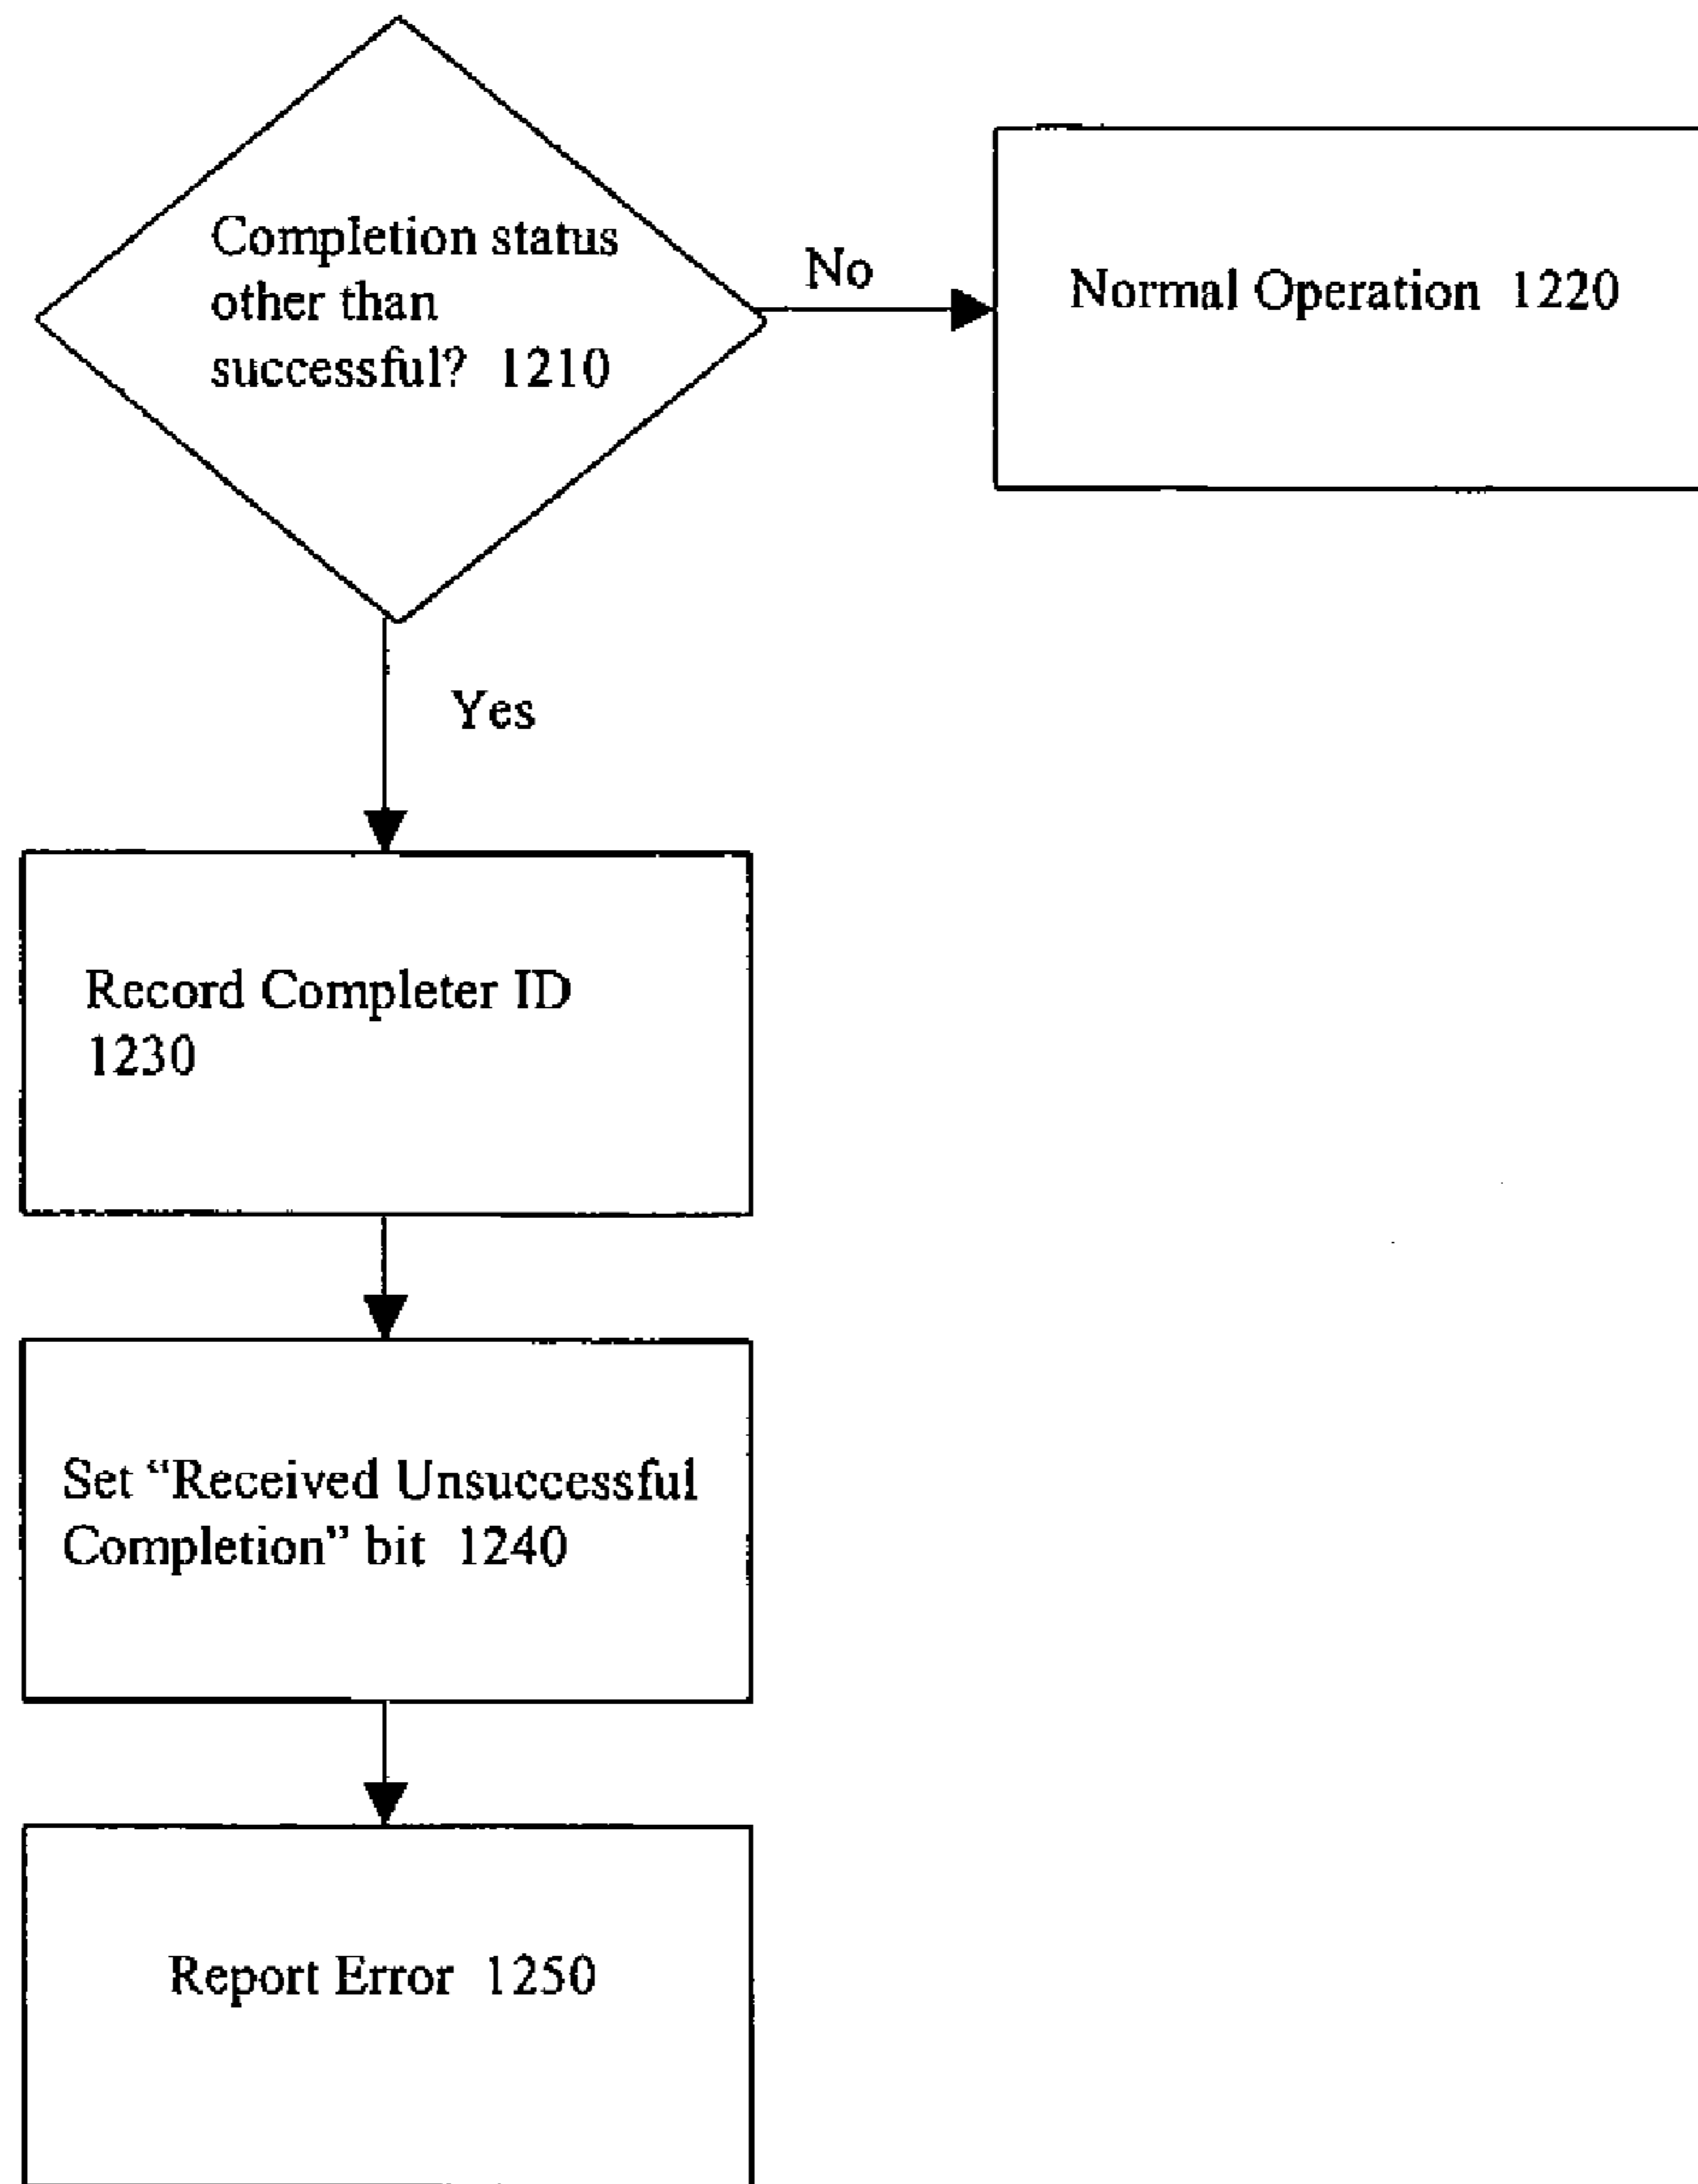 Completion status
other than
successful? 1210
No
Normal Operation 1220
Yes
Record Completer ID
1230
Set “Received Unsuccessful
Completion” bit 1240
Report Error 1250